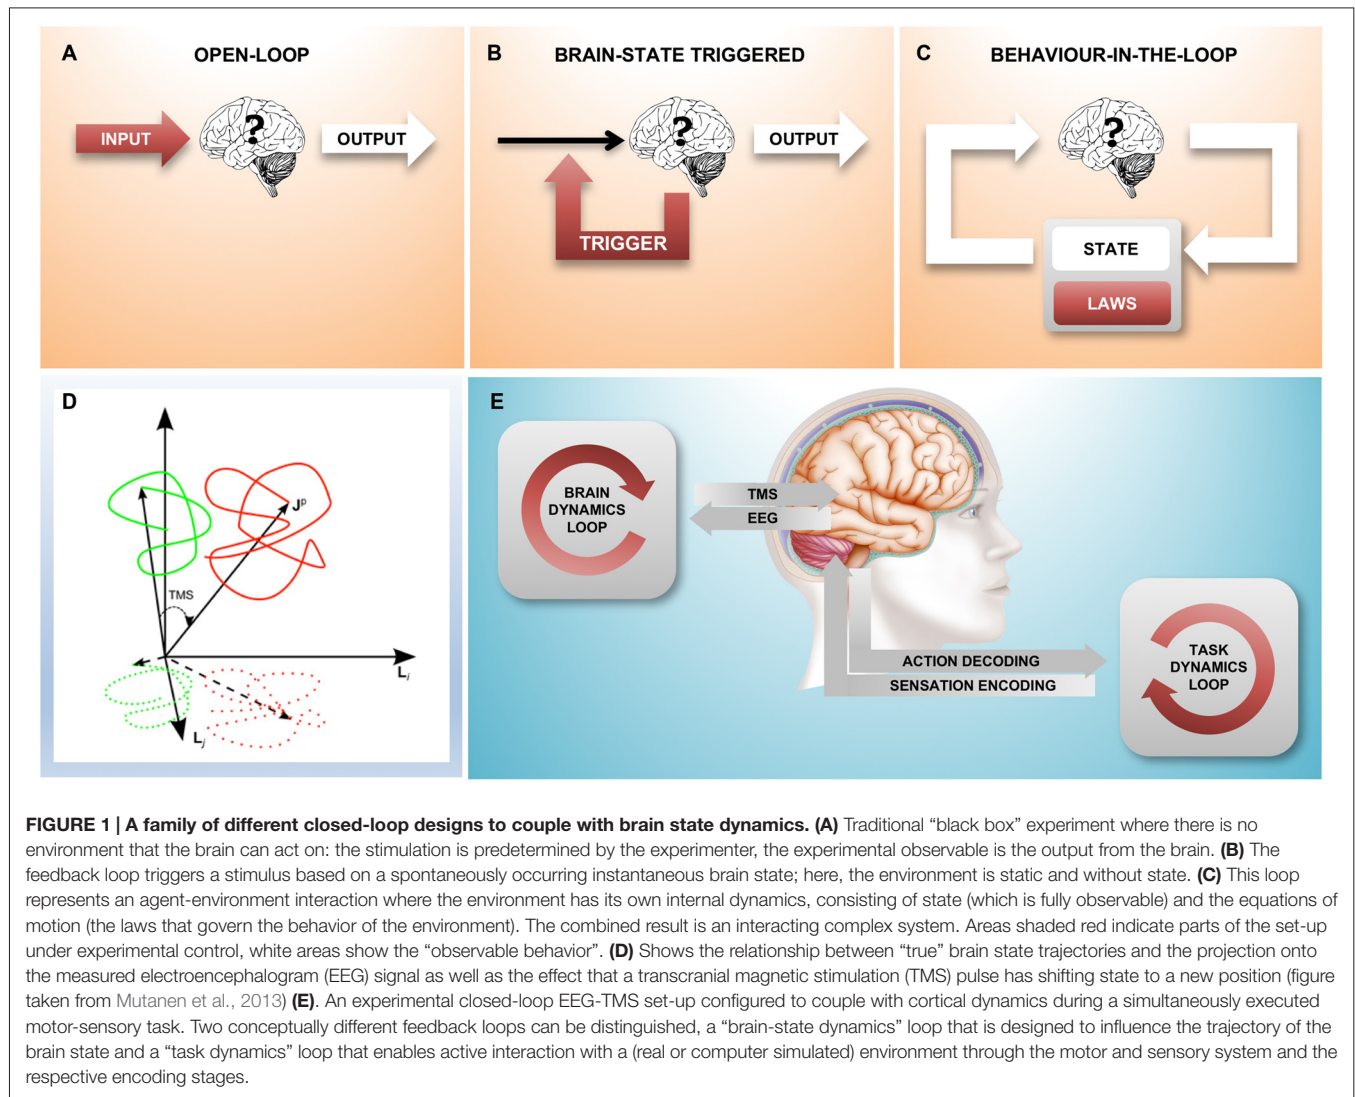 A
OPEN-LOOP
INPUT
?
OUTPUT
B
BRAIN-STATE TRIGGERED
?
OUTPUT
TRIGGER
C
BEHAVIOUR-IN-THE-LOOP
?
STATE
LAWS
D
Jᵖ
TMS
Lᵢ
Lⱼ
E
BRAIN
DYNAMICS
LOOP
TMS
EEG
ACTION DECODING
SENSATION ENCODING
TASK
DYNAMICS
LOOP
FIGURE 1 | A family of different closed-loop designs to couple with brain state dynamics. (A) Traditional “black box” experiment where there is no
environment that the brain can act on: the stimulation is predetermined by the experimenter, the experimental observable is the output from the brain. (B) The
feedback loop triggers a stimulus based on a spontaneously occurring instantaneous brain state; here, the environment is static and without state. (C) This loop
represents an agent-environment interaction where the environment has its own internal dynamics, consisting of state (which is fully observable) and the equations of
motion (the laws that govern the behavior of the environment). The combined result is an interacting complex system. Areas shaded red indicate parts of the set-up
under experimental control, white areas show the “observable behavior”. (D) Shows the relationship between “true” brain state trajectories and the projection onto
the measured electroencephalogram (EEG) signal as well as the effect that a transcranial magnetic stimulation (TMS) pulse has shifting state to a new position (figure
taken from Mutanen et al., 2013) (E). An experimental closed-loop EEG-TMS set-up configured to couple with cortical dynamics during a simultaneously executed
motor-sensory task. Two conceptually different feedback loops can be distinguished, a “brain-state dynamics” loop that is designed to influence the trajectory of the
brain state and a “task dynamics” loop that enables active interaction with a (real or computer simulated) environment through the motor and sensory system and the
respective encoding stages.